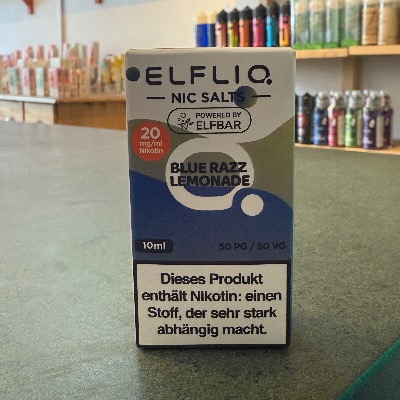 ELFLIQ
NIC SALTS
POWERED BY
ELFBAR
20
mg/ml
Nikotin
BLUE RAZZ
LEMONADE
10ml
50 PG / 50 VG
Dieses Produkt
enthält Nikotin: einen
Stoff, der sehr stark
abhängig macht.